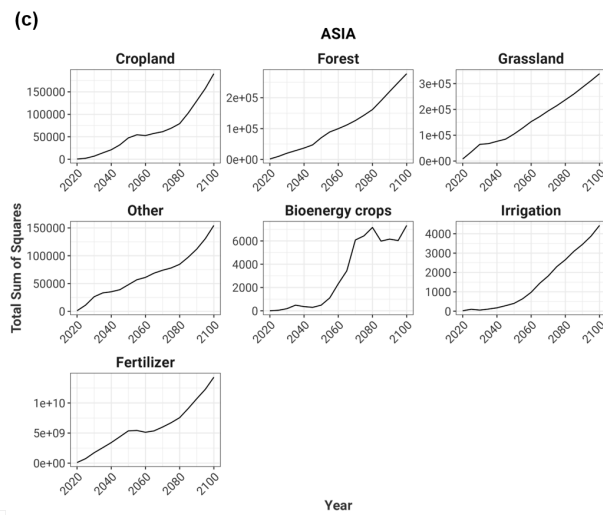 (c)
ASIA
Cropland
Forest
Grassland
150000
100000
50000
0
2e+05
1e+05
0e+00
3e+05
2e+05
1e+05
0e+00
2020 2040 2060 2080 2100
2020 2040 2060 2080 2100
2020 2040 2060 2080 2100
Total Sum of Squares
Other
Bioenergy crops
Irrigation
150000
100000
50000
0
6000
4000
2000
0
4000
3000
2000
1000
0
2020 2040 2060 2080 2100
2020 2040 2060 2080 2100
2020 2040 2060 2080 2100
Fertilizer
1e+10
5e+09
0e+00
2020 2040 2060 2080 2100
Year